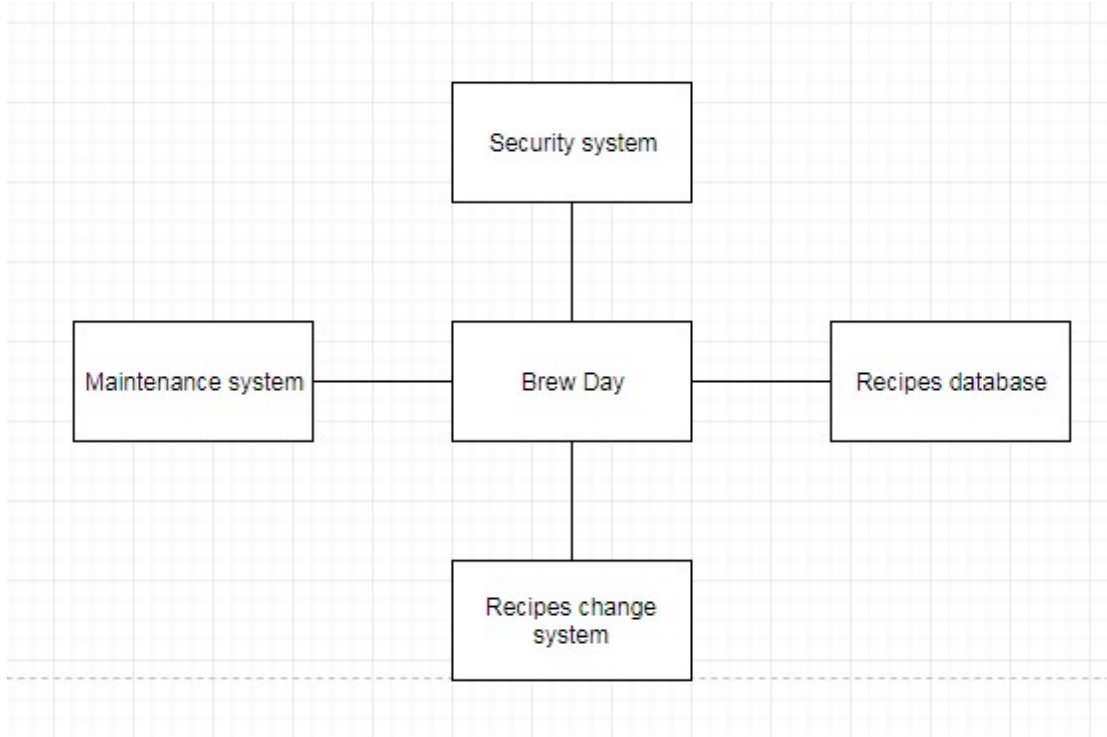 Security system
Maintenance system
Brew Day
Recipes database
Recipes change
system